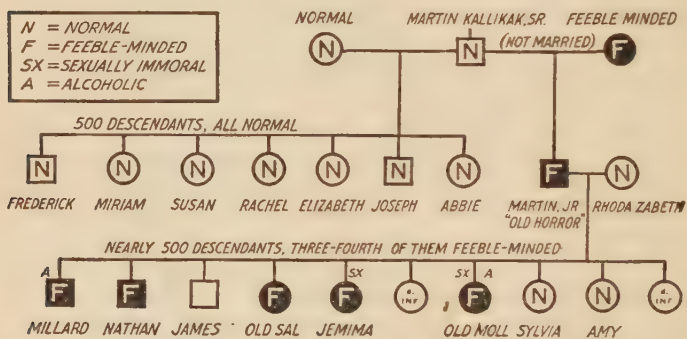 NORMAL MARTIN KALLIKAK, SR. FEEBLE MINDED
(NOT MARRIED)
N N F
N = NORMAL
F = FEEBLE-MINDED
SX = SEXUALLY IMMORAL
A = ALCOHOLIC
500 DESCENDANTS, ALL NORMAL
N N N N N N N F N
FREDERICK MIRIAM SUSAN RACHEL ELIZABETH JOSEPH ABBIE MARTIN, JR RHODA ZABETH
"OLD HORROR"
NEARLY 500 DESCENDANTS, THREE-FOURTH OF THEM FEEBLE-MINDED
A SX SX A
F F F F d. INF F N N d. INF
MILLARD NATHAN JAMES OLD SAL JEMIMA OLD MOLL SYLVIA AMY